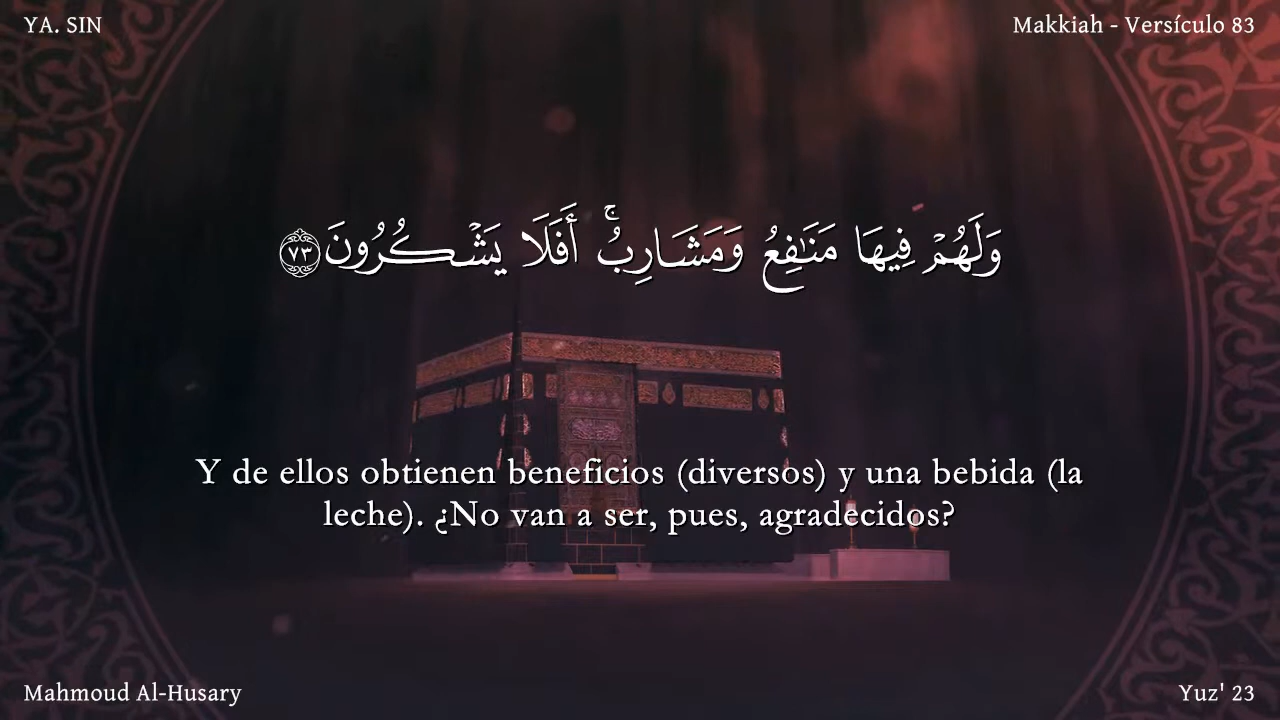 YA. SIN
Makkiah - Versículo 83
وَلَهُمْ فِيهَا مَنَـٰفِعُ وَمَشَارِبُ ۚ أَفَلَا يَشْكُرُونَ ٧٣
Y de ellos obtienen beneficios (diversos) y una bebida (la
leche). ¿No van a ser, pues, agradecidos?
Mahmoud Al-Husary
Yuz' 23